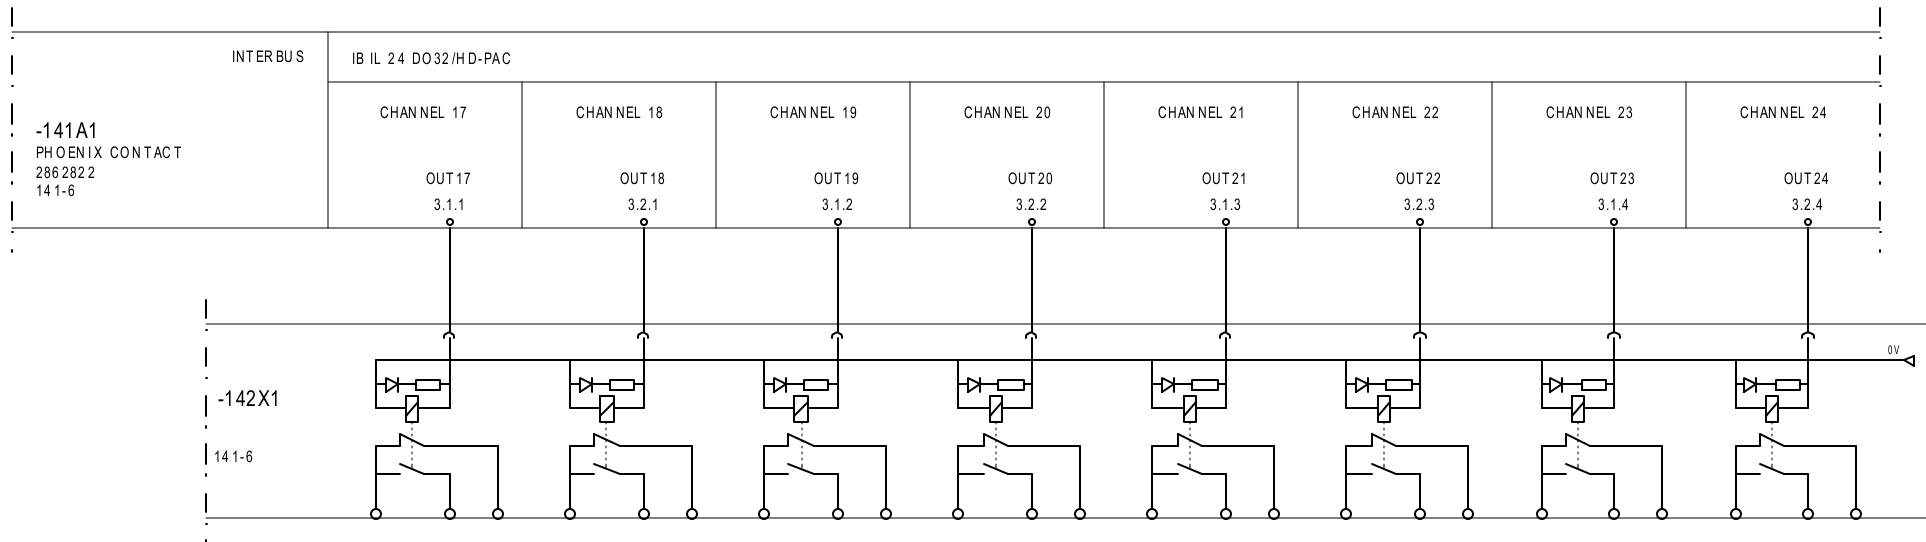 INTERBUS
IB IL 24 DO32/HD-PAC
-141A1
PHOENIX CONTACT
2862822
141-6
CHANNEL 17
CHANNEL 18
CHANNEL 19
CHANNEL 20
CHANNEL 21
CHANNEL 22
CHANNEL 23
CHANNEL 24
OUT17
OUT18
OUT19
OUT20
OUT21
OUT22
OUT23
OUT24
3.1.1
3.2.1
3.1.2
3.2.2
3.1.3
3.2.3
3.1.4
3.2.4
0V
-142X1
141-6